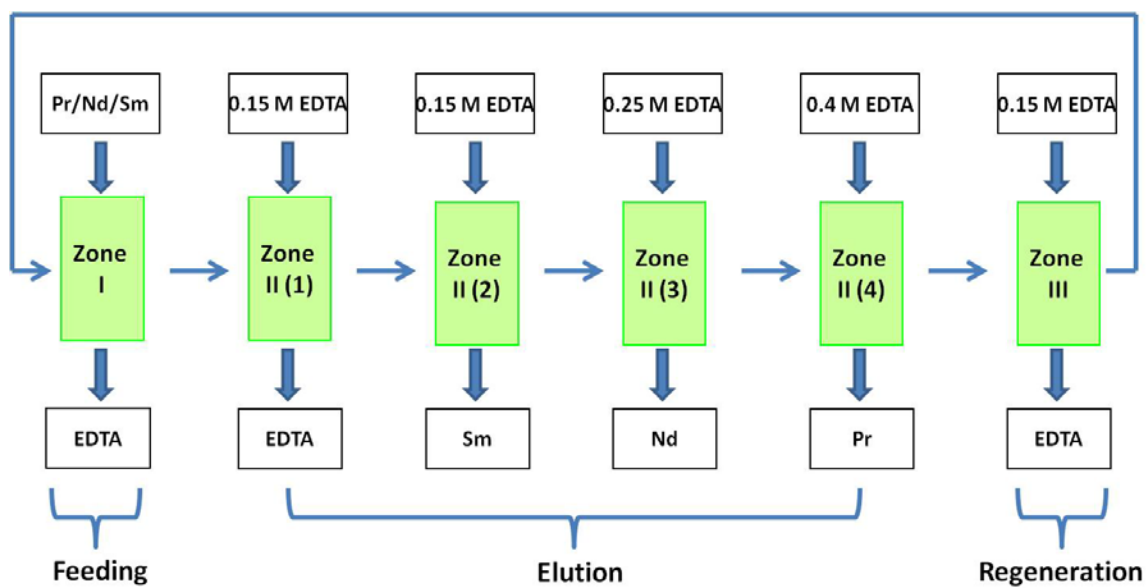 Pr/Nd/Sm
0.15 M EDTA
0.15 M EDTA
0.25 M EDTA
0.4 M EDTA
0.15 M EDTA
Zone
I
Zone
II (1)
Zone
II (2)
Zone
II (3)
Zone
II (4)
Zone
III
EDTA
EDTA
Sm
Nd
Pr
EDTA
Feeding
Elution
Regeneration